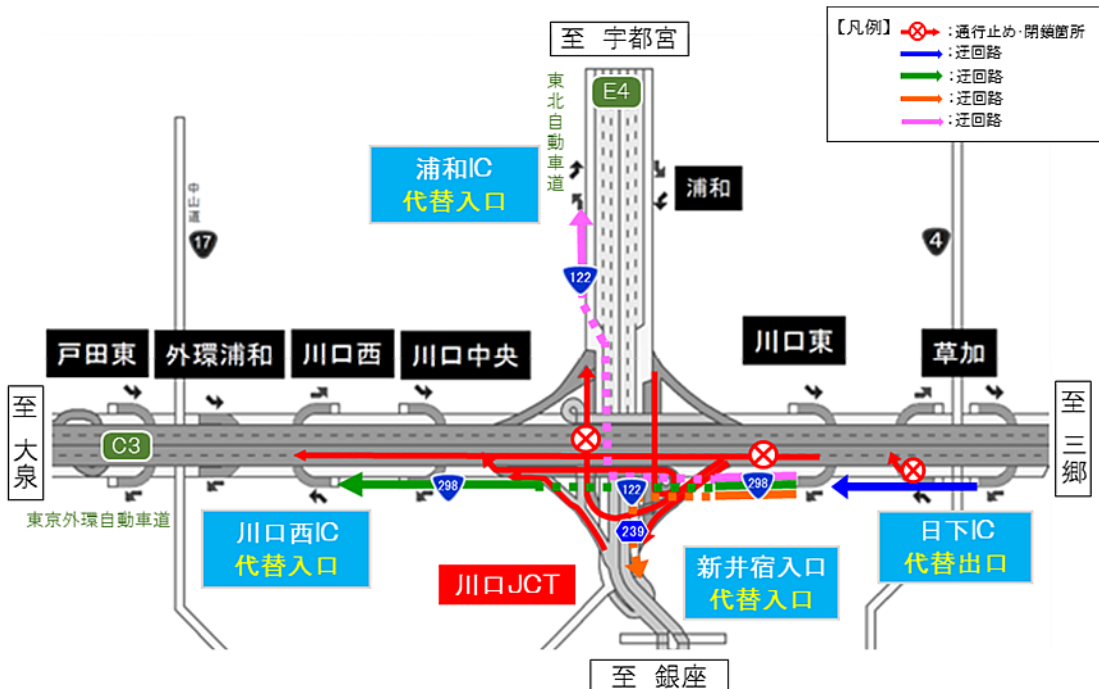 【凡例】
:通行止め・閉鎖箇所
:迂回路
:迂回路
:迂回路
:迂回路
至 宇都宮
E4
東北自動車道
浦和IC
代替入口
浦和
中山道
17
4
122
戸田東
外環浦和
川口西
川口中央
川口東
草加
至 大泉
C3
至 三郷
298
122
298
東京外環自動車道
239
川口西IC
代替入口
川口JCT
新井宿入口
代替入口
日下IC
代替出口
至 銀座